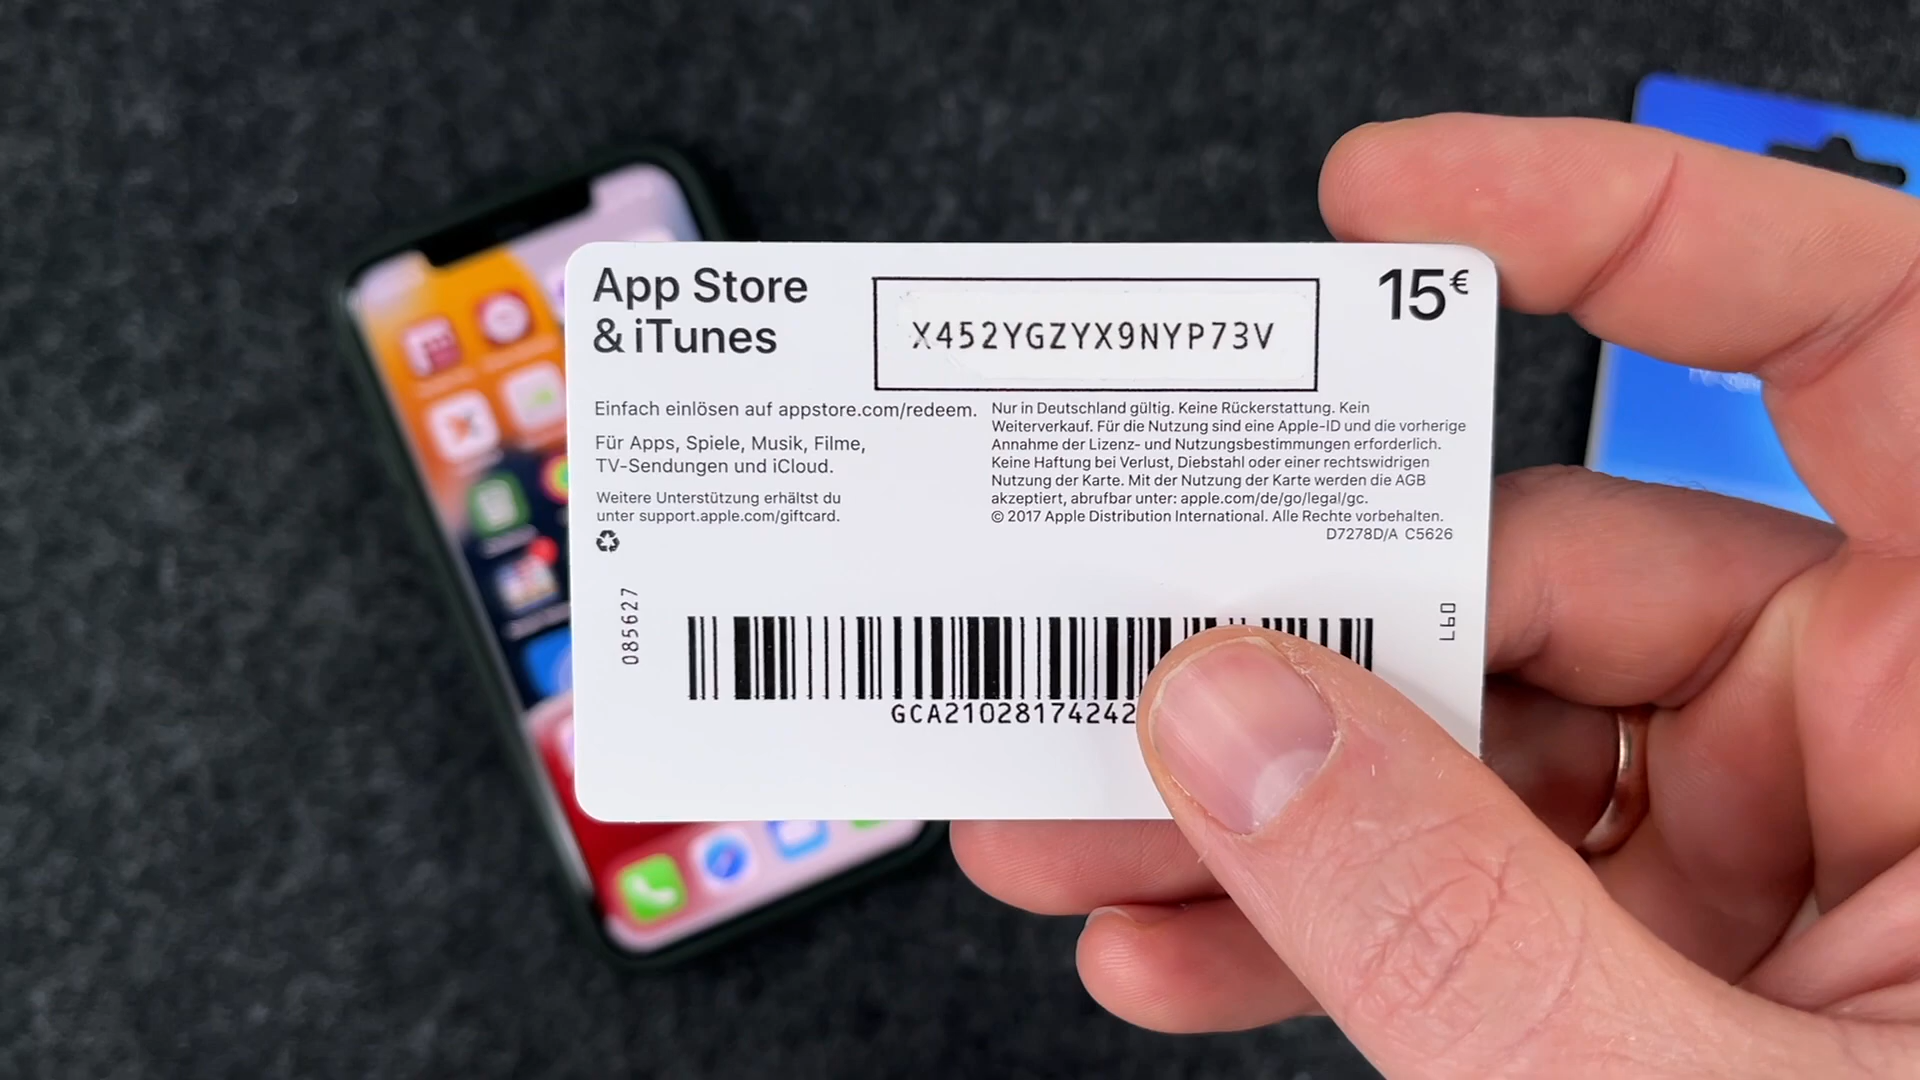 App Store
& iTunes
X452YGZYX9NYP73V
15€
Einfach einlösen auf appstore.com/redeem.
Für Apps, Spiele, Musik, Filme,
TV-Sendungen und iCloud.
Weitere Unterstützung erhältst du
unter support.apple.com/giftcard.
Nur in Deutschland gültig. Keine Rückerstattung. Kein
Weiterverkauf. Für die Nutzung sind eine Apple-ID und die vorherige
Annahme der Lizenz- und Nutzungsbestimmungen erforderlich.
Keine Haftung bei Verlust, Diebstahl oder einer rechtswidrigen
Nutzung der Karte. Mit der Nutzung der Karte werden die AGB
akzeptiert, abrufbar unter: apple.com/de/go/legal/gc.
© 2017 Apple Distribution International. Alle Rechte vorbehalten.
D7278D/A C5626
085627
GCA21028174242